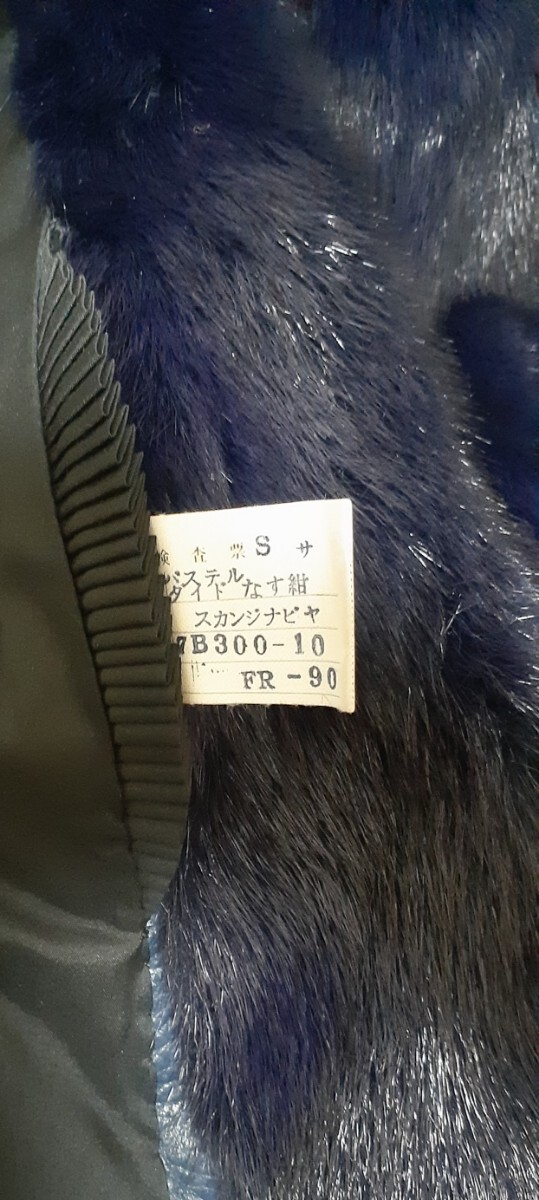 検査票 S サ
パステル
ダイド なす紺
スカンジナビヤ
7B300-10
FR-90